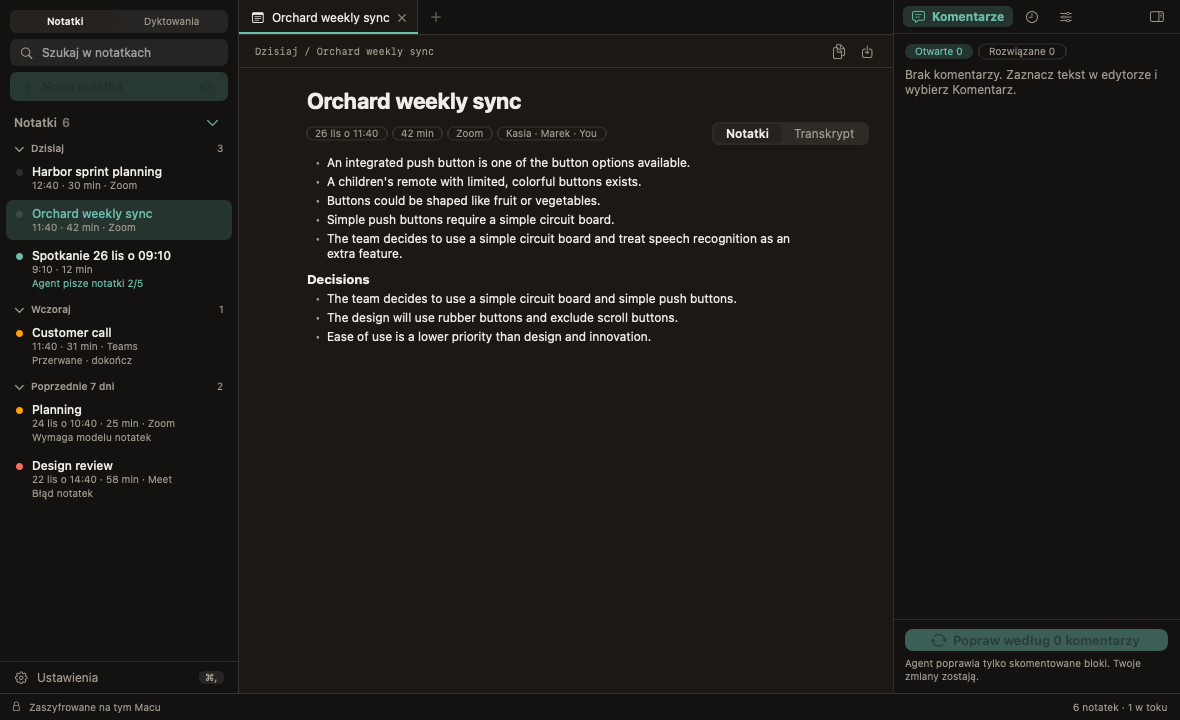 Notatki
Dyktowania
Szukaj w notatkach
+ Nowa notatka ⌘N
Notatki 6
Dzisiaj 3
Harbor sprint planning
12:40 · 30 min · Zoom
Orchard weekly sync
11:40 · 42 min · Zoom
Spotkanie 26 lis o 09:10
9:10 · 12 min
Agent pisze notatki 2/5
Wczoraj 1
Customer call
11:40 · 31 min · Teams
Przerwane · dokończ
Poprzednie 7 dni 2
Planning
24 lis o 10:40 · 25 min · Zoom
Wymaga modelu notatek
Design review
22 lis o 14:40 · 58 min · Meet
Błąd notatek
Ustawienia ⌘,
Zaszyfrowane na tym Macu
Orchard weekly sync
Dzisiaj / Orchard weekly sync
Orchard weekly sync
26 lis o 11:40
42 min
Zoom
Kasia · Marek · You
Notatki
Transkrypt
• An integrated push button is one of the button options available.
• A children's remote with limited, colorful buttons exists.
• Buttons could be shaped like fruit or vegetables.
• Simple push buttons require a simple circuit board.
• The team decides to use a simple circuit board and treat speech recognition as an
extra feature.
Decisions
• The team decides to use a simple circuit board and simple push buttons.
• The design will use rubber buttons and exclude scroll buttons.
• Ease of use is a lower priority than design and innovation.
Komentarze
Otwarte 0
Rozwiązane 0
Brak komentarzy. Zaznacz tekst w edytorze i
wybierz Komentarz.
Popraw według 0 komentarzy
Agent poprawia tylko skomentowane bloki. Twoje
zmiany zostają.
6 notatek · 1 w toku